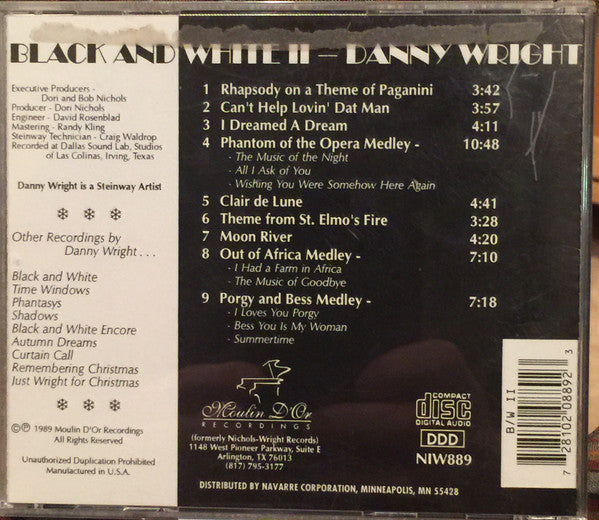 BLACK AND WHITE II – DANNY WRIGHT
Executive Producers -
Dori and Bob Nichols
Producer - Dori Nichols
Engineer - David Rosenblad
Mastering - Randy Kling
Steinway Technician - Craig Waldrop
Recorded at Dallas Sound Lab, Studios
of Las Colinas, Irving, Texas
Danny Wright is a Steinway Artist
Other Recordings by
Danny Wright . . .
Black and White
Time Windows
Phantasys
Shadows
Black and White Encore
Autumn Dreams
Curtain Call
Remembering Christmas
Just Wright for Christmas
©℗ 1989 Moulin D'Or Recordings
All Rights Reserved
Unauthorized Duplication Prohibited
Manufactured in U.S.A.
1 Rhapsody on a Theme of Paganini 3:42
2 Can't Help Lovin' Dat Man 3:57
3 I Dreamed A Dream 4:11
4 Phantom of the Opera Medley - 10:48
- The Music of the Night
- All I Ask of You
- Wishing You Were Somehow Here Again
5 Clair de Lune 4:41
6 Theme from St. Elmo's Fire 3:28
7 Moon River 4:20
8 Out of Africa Medley - 7:10
- I Had a Farm in Africa
- The Music of Goodbye
9 Porgy and Bess Medley - 7:18
- I Loves You Porgy
- Bess You Is My Woman
- Summertime
Moulin D'Or
RECORDINGS
(formerly Nichols-Wright Records)
1148 West Pioneer Parkway, Suite E
Arlington, TX 76013
(817) 795-3177
COMPACT
disc
DIGITAL AUDIO
DDD
NIW889
DISTRIBUTED BY NAVARRE CORPORATION, MINNEAPOLIS, MN 55428
B/W II
7 28102 08892 3